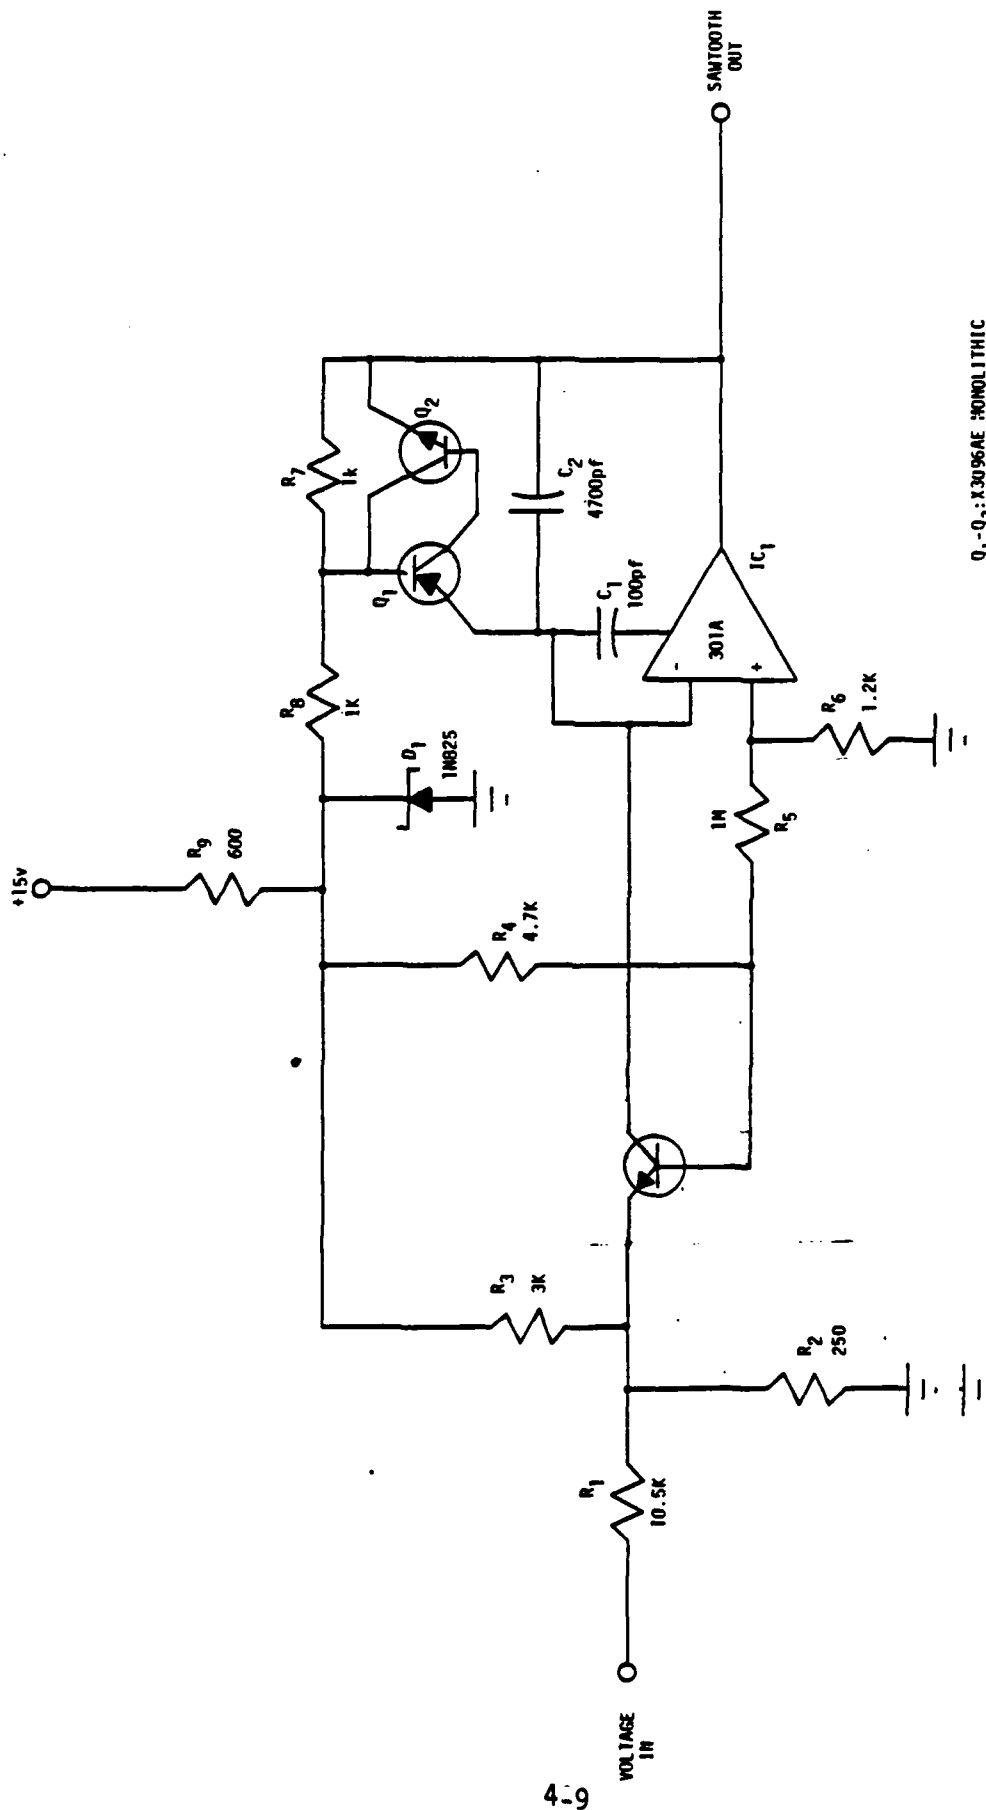 +15v
R9
600
R8
1K
R7
1k
D1
1N825
Q1
Q2
C2
4700pf
C1
100pf
SAWTOOTH
OUT
R4
4.7K
R3
3K
301A
-
+
IC1
1M
R5
R6
1.2K
R1
10.5K
R2
250
VOLTAGE
IN
MONOLITHIC
4-9